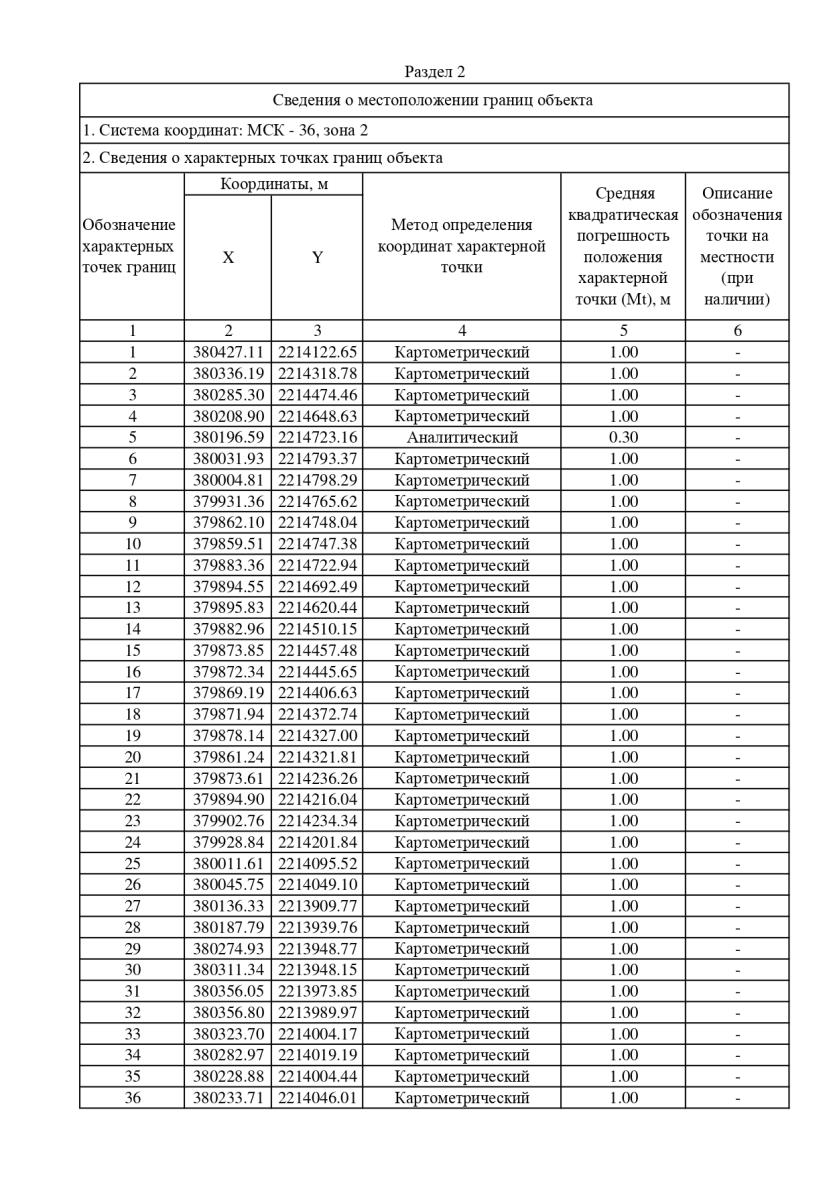 Раздел 2
Сведения о местоположении границ объекта
1. Система координат: МСК - 36, зона 2
2. Сведения о характерных точках границ объекта
Обозначение характерных точек границ
Координаты, м
X Y
Метод определения координат характерной точки
Средняя квадратическая погрешность положения характерной точки (Mt), м
Описание обозначения точки на местности (при наличии)
1 2 3 4 5 6
1 380427.11 2214122.65 Картометрический 1.00 -
2 380336.19 2214318.78 Картометрический 1.00 -
3 380285.30 2214474.46 Картометрический 1.00 -
4 380208.90 2214648.63 Картометрический 1.00 -
5 380196.59 2214723.16 Аналитический 0.30 -
6 380031.93 2214793.37 Картометрический 1.00 -
7 380004.81 2214798.29 Картометрический 1.00 -
8 379931.36 2214765.62 Картометрический 1.00 -
9 379862.10 2214748.04 Картометрический 1.00 -
10 379859.51 2214747.38 Картометрический 1.00 -
11 379883.36 2214722.94 Картометрический 1.00 -
12 379894.55 2214692.49 Картометрический 1.00 -
13 379895.83 2214620.44 Картометрический 1.00 -
14 379882.96 2214510.15 Картометрический 1.00 -
15 379873.85 2214457.48 Картометрический 1.00 -
16 379872.34 2214445.65 Картометрический 1.00 -
17 379869.19 2214406.63 Картометрический 1.00 -
18 379871.94 2214372.74 Картометрический 1.00 -
19 379878.14 2214327.00 Картометрический 1.00 -
20 379861.24 2214321.81 Картометрический 1.00 -
21 379873.61 2214236.26 Картометрический 1.00 -
22 379894.90 2214216.04 Картометрический 1.00 -
23 379902.76 2214234.34 Картометрический 1.00 -
24 379928.84 2214201.84 Картометрический 1.00 -
25 380011.61 2214095.52 Картометрический 1.00 -
26 380045.75 2214049.10 Картометрический 1.00 -
27 380136.33 2213909.77 Картометрический 1.00 -
28 380187.79 2213939.76 Картометрический 1.00 -
29 380274.93 2213948.77 Картометрический 1.00 -
30 380311.34 2213948.15 Картометрический 1.00 -
31 380356.05 2213973.85 Картометрический 1.00 -
32 380356.80 2213989.97 Картометрический 1.00 -
33 380323.70 2214004.17 Картометрический 1.00 -
34 380282.97 2214019.19 Картометрический 1.00 -
35 380228.88 2214004.44 Картометрический 1.00 -
36 380233.71 2214046.01 Картометрический 1.00 -